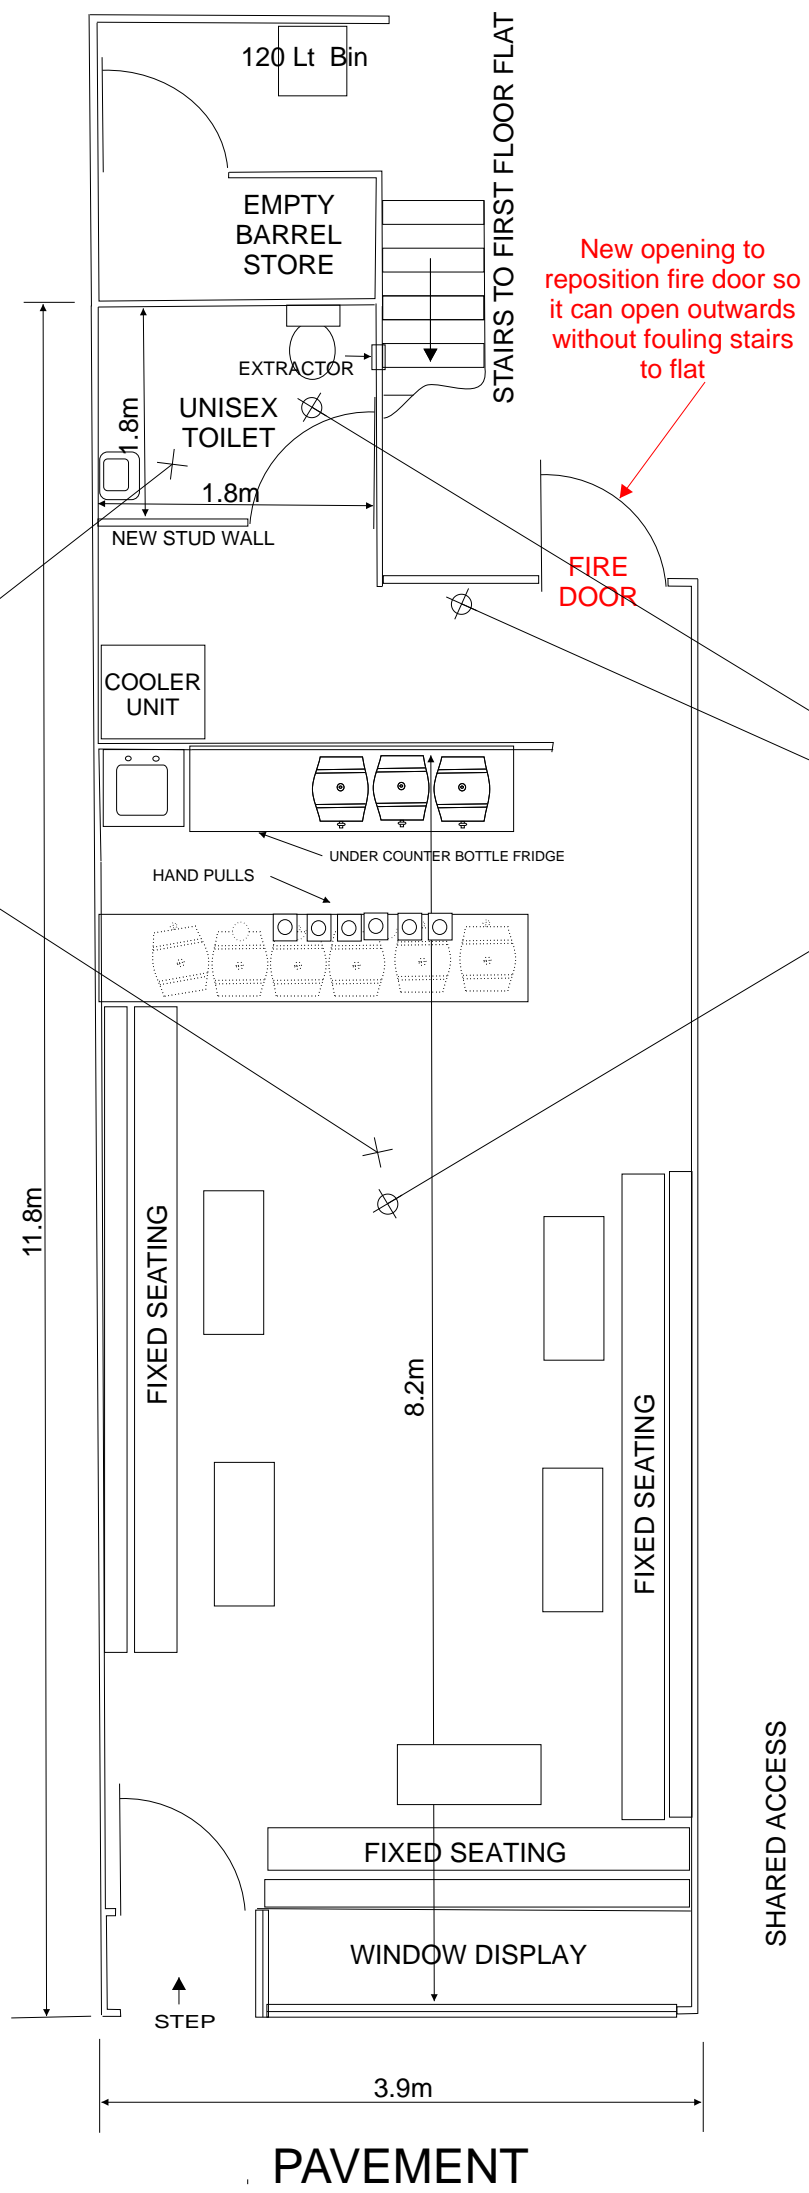 120 Lt  Bin
STAIRS TO FIRST FLOOR FLAT
EMPTY
BARREL
STORE
New opening to
reposition fire door so
it can open outwards
without fouling stairs
to flat
EXTRACTOR
UNISEX
TOILET
1.8m
1.8m
NEW STUD WALL
FIRE
DOOR
COOLER
UNIT
UNDER COUNTER BOTTLE FRIDGE
HAND PULLS
11.8m
FIXED SEATING
8.2m
FIXED SEATING
SHARED ACCESS
FIXED SEATING
WINDOW DISPLAY
STEP
3.9m
PAVEMENT